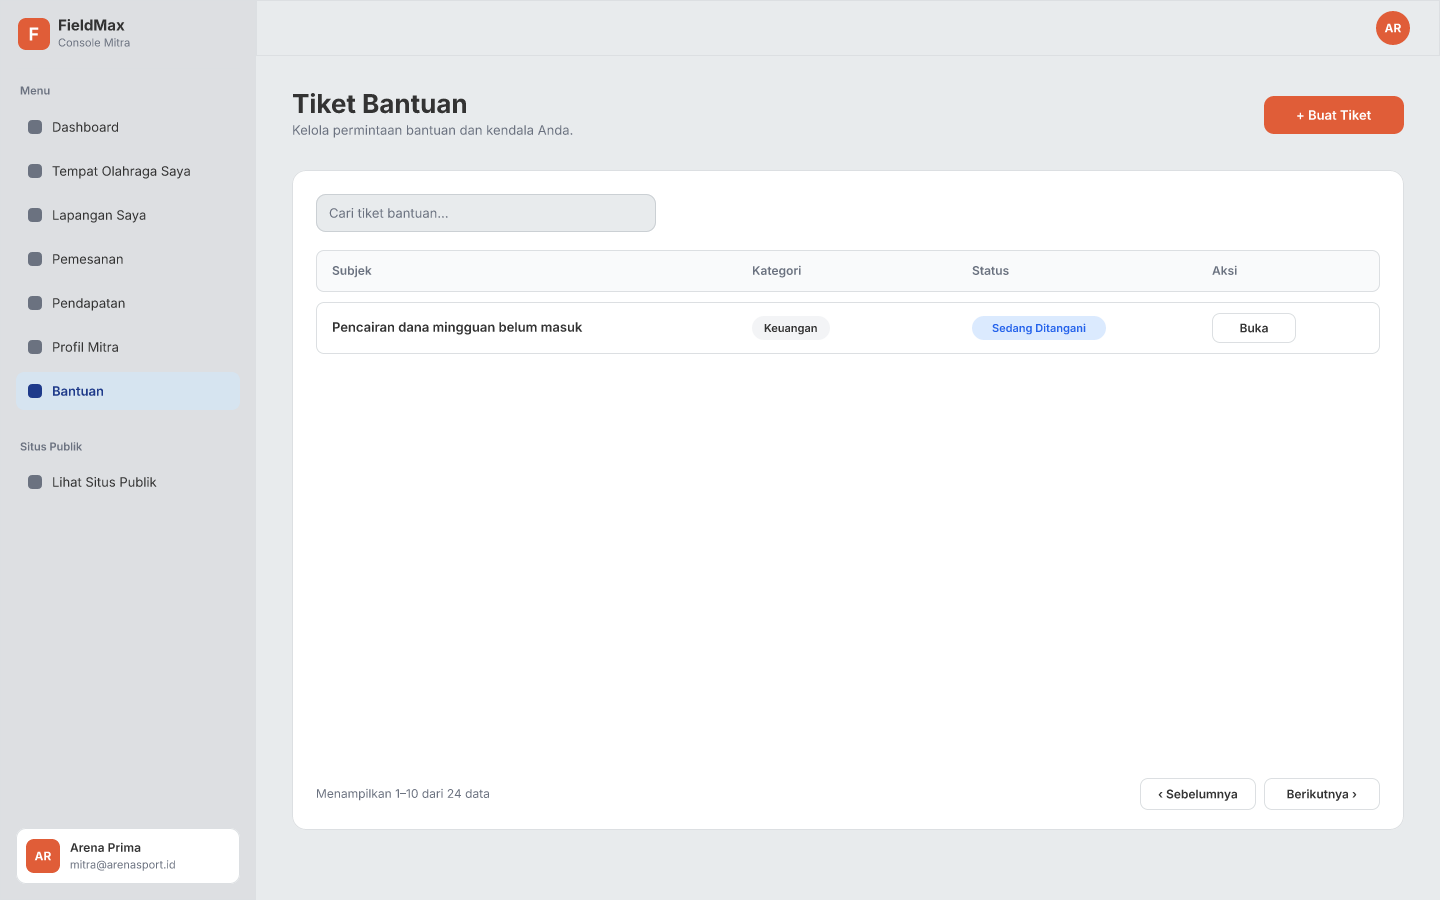 F
FieldMax
Console Mitra
Menu
Dashboard
Tempat Olahraga Saya
Lapangan Saya
Pemesanan
Pendapatan
Profil Mitra
Bantuan
Situs Publik
Lihat Situs Publik
AR
Arena Prima
mitra@arenasport.id
AR
Tiket Bantuan
Kelola permintaan bantuan dan kendala Anda.
+ Buat Tiket
Cari tiket bantuan...
Subjek Kategori Status Aksi
Pencairan dana mingguan belum masuk Keuangan Sedang Ditangani Buka
Menampilkan 1–10 dari 24 data
‹ Sebelumnya Berikutnya ›